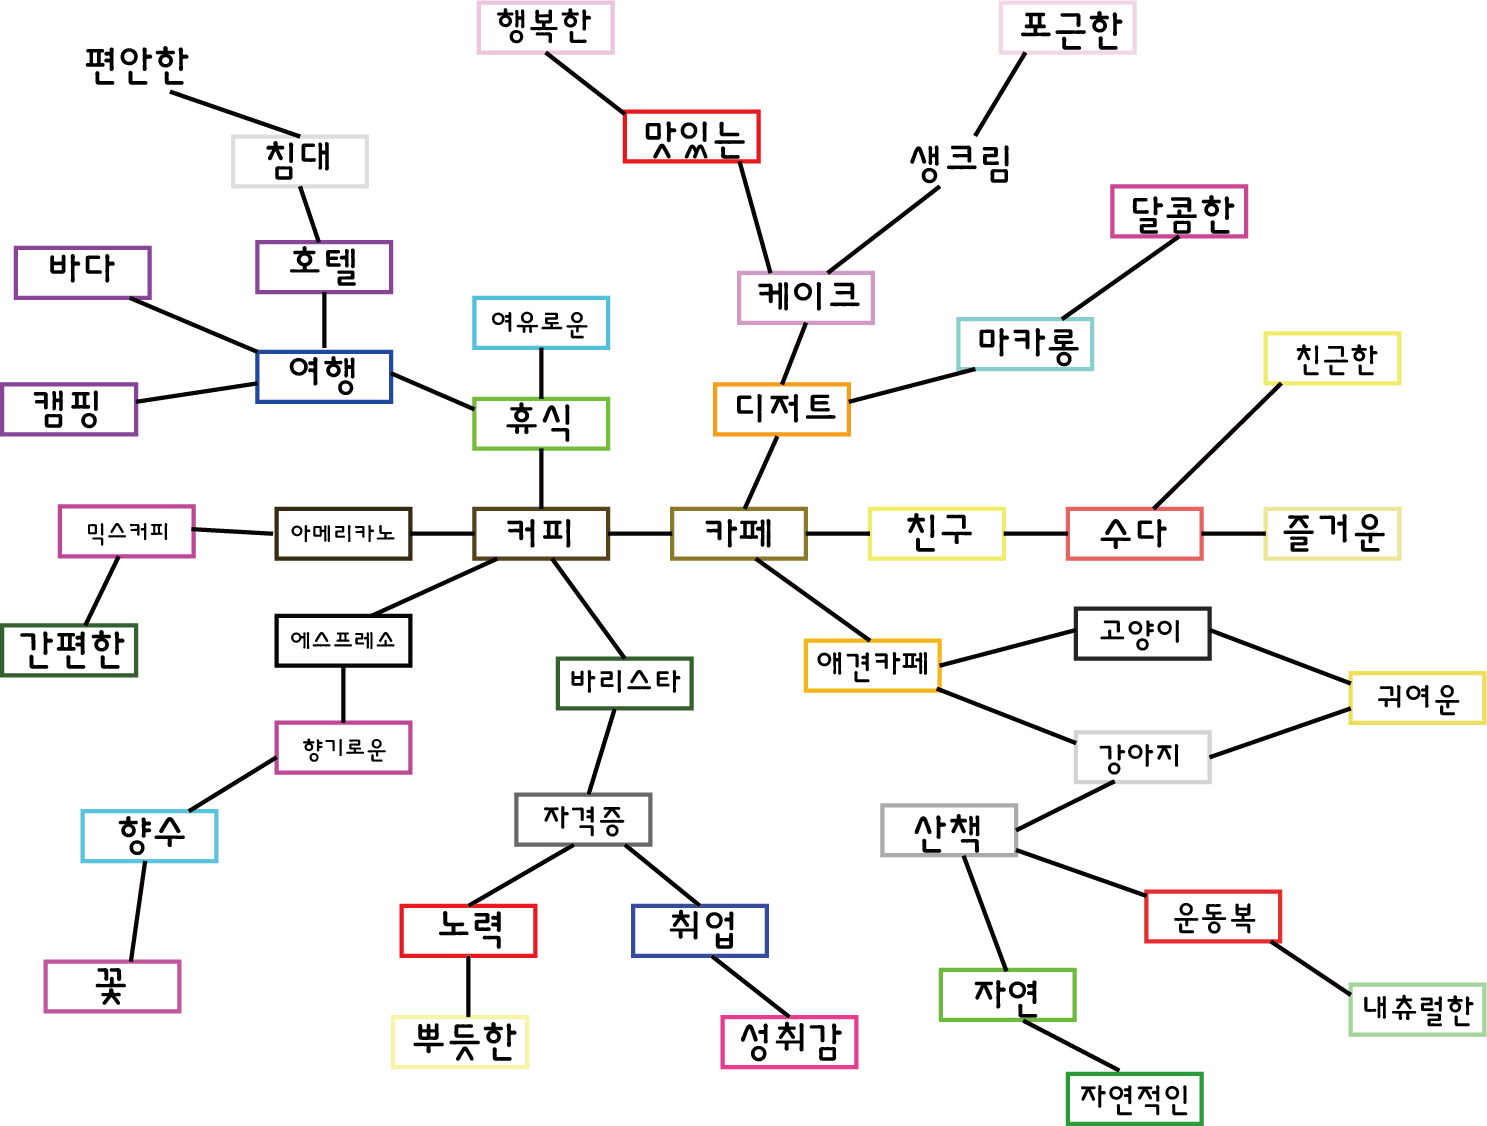 행복한
포근한
편안한
맛있는
침대
생크림
달콤한
바다
호텔
케이크
여유로운
마카롱
친근한
여행
캠핑
휴식
디저트
믹스커피
아메리카노
커피
카페
친구
수다
즐거운
간편한
에스프레소
고양이
바리스타
애견카페
귀여운
향기로운
강아지
향수
자격증
산책
노력
취업
운동복
꽃
자연
내츄럴한
뿌듯한
성취감
자연적인